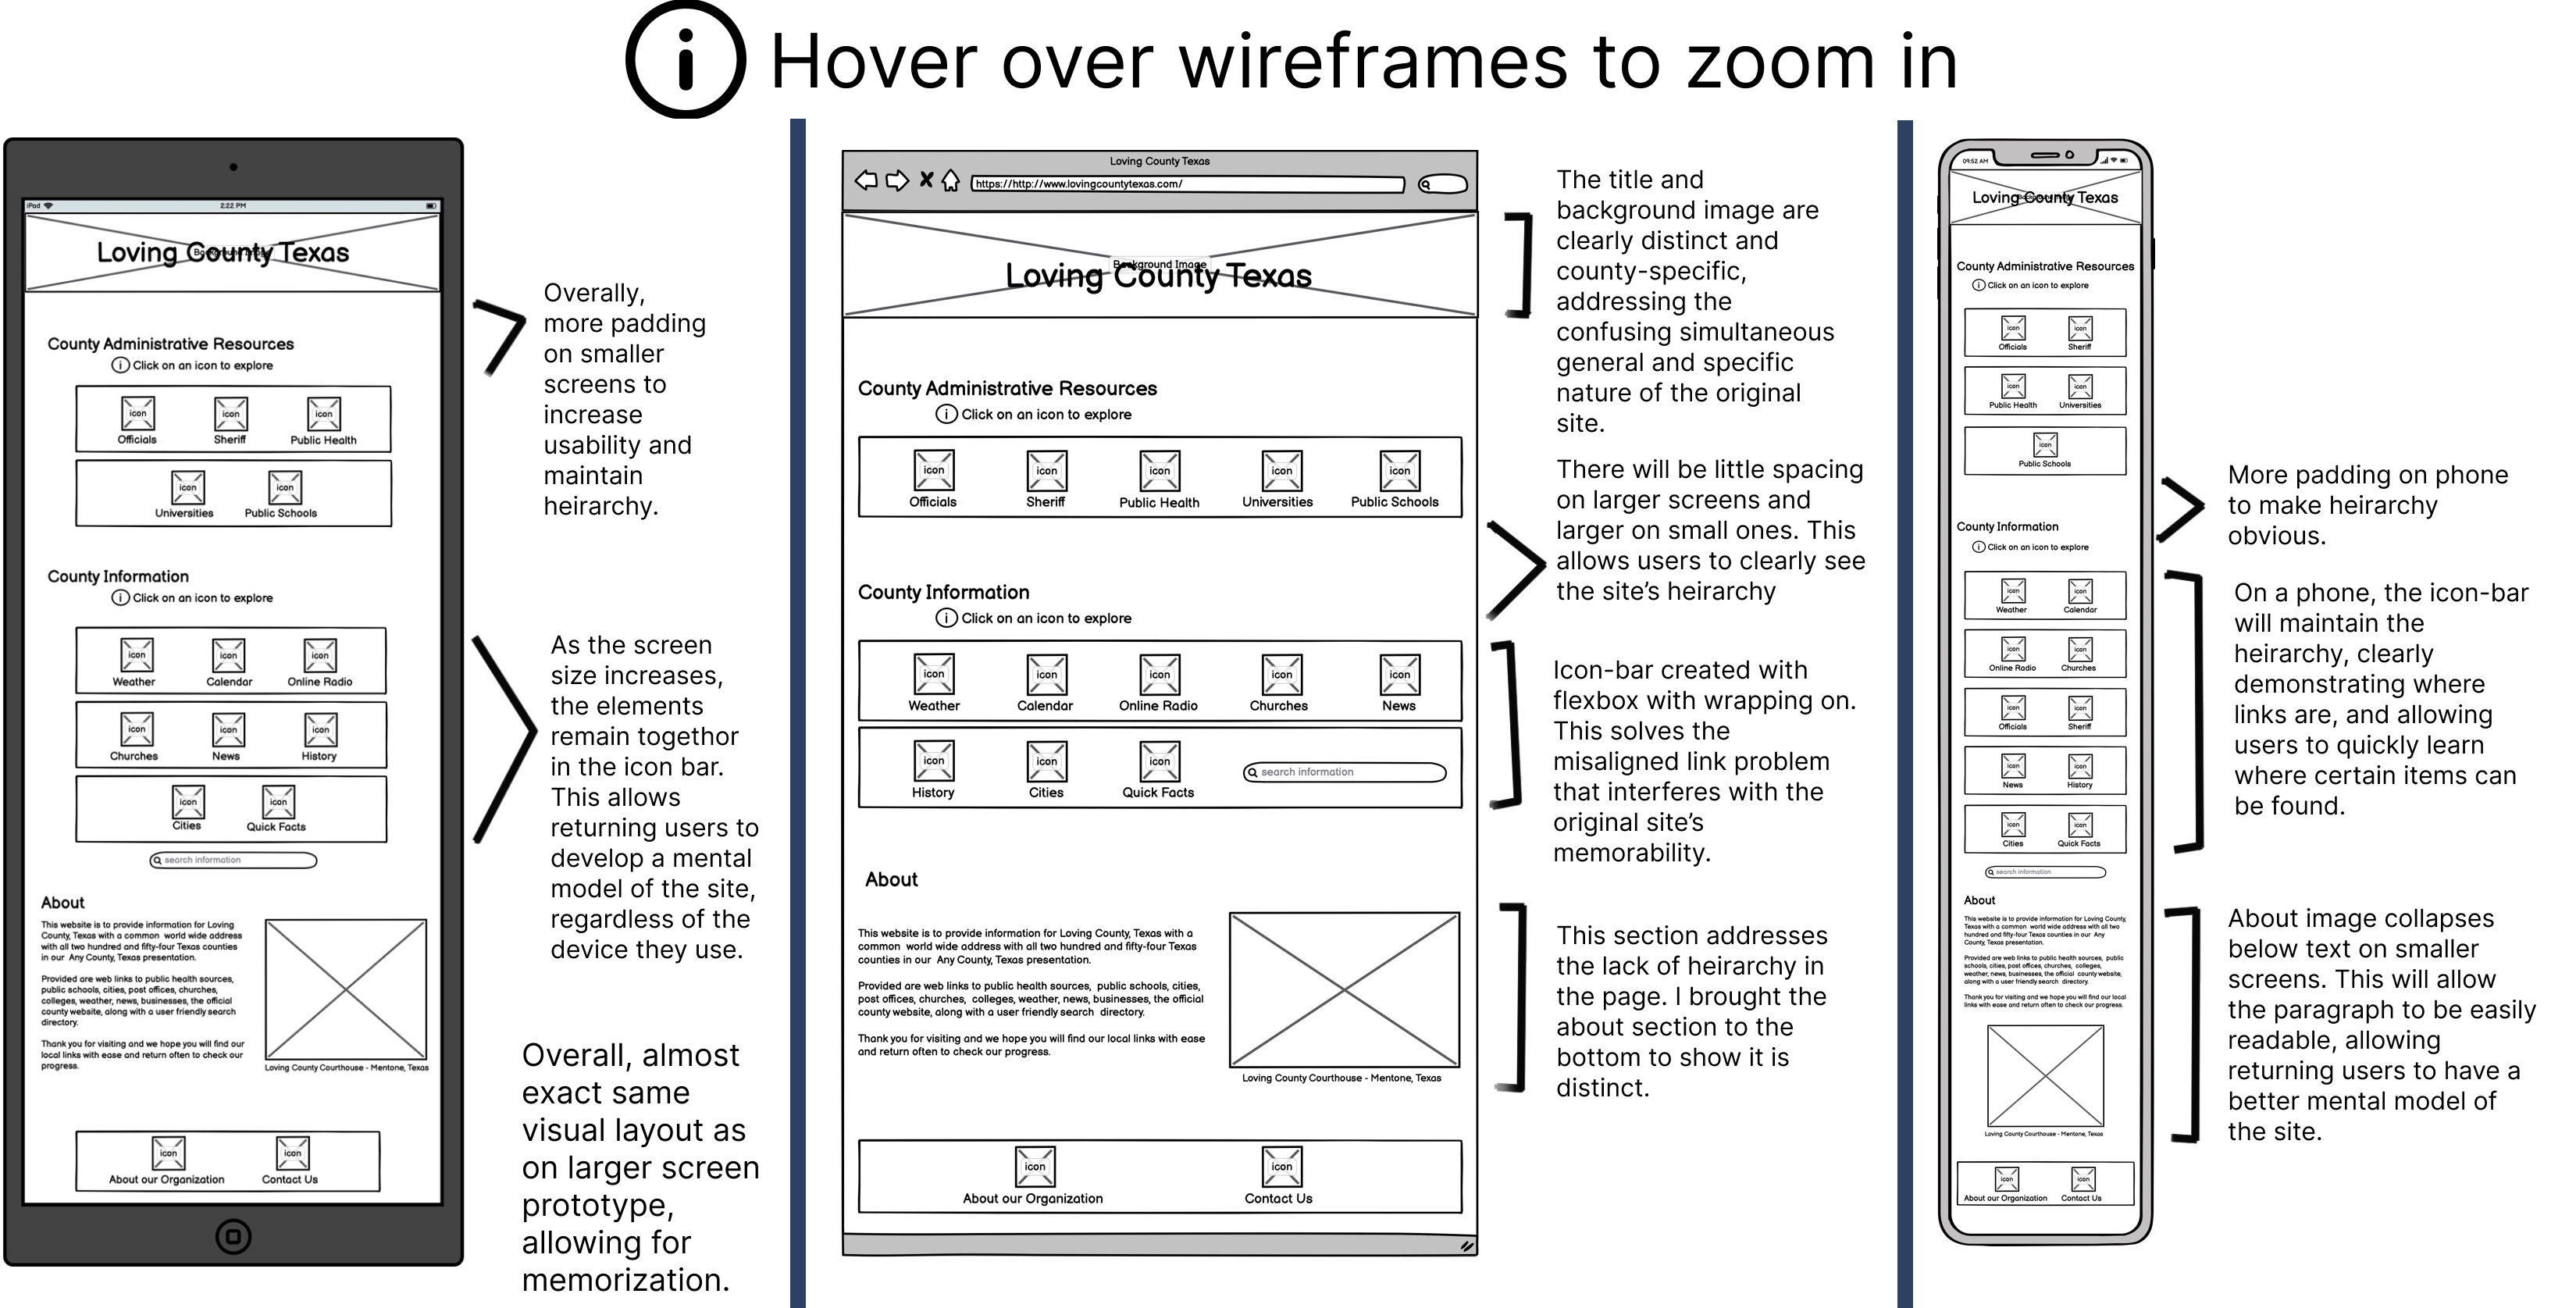 Hover over wireframes to zoom in
iPad
2:22 PM
Background Image
Loving County Texas
County Administrative Resources
i Click on an icon to explore
icon icon icon
Officials Sheriff Public Health
icon icon
Universities Public Schools
County Information
i Click on an icon to explore
icon icon icon
Weather Calendar Online Radio
icon icon icon
Churches News History
icon icon
Cities Quick Facts
search information
About
This website is to provide information for Loving
County, Texas with a common world wide address
with all two hundred and fifty-four Texas counties
in our Any County, Texas presentation.
Provided are web links to public health sources,
public schools, cities, post offices, churches,
colleges, weather, news, businesses, the official
county website, along with a user friendly search
directory.
Thank you for visiting and we hope you will find our
local links with ease and return often to check our
progress.
Loving County Courthouse - Mentone, Texas
icon icon
About our Organization Contact Us
Overall,
more padding
on smaller
screens to
increase
usability and
maintain
heirarchy.
As the screen
size increases,
the elements
remain togethor
in the icon bar.
This allows
returning users to
develop a mental
model of the site,
regardless of the
device they use.
Overall, almost
exact same
visual layout as
on larger screen
prototype,
allowing for
memorization.
Loving County Texas
https://http://www.lovingcountytexas.com/
Background Image
Loving County Texas
County Administrative Resources
i Click on an icon to explore
icon icon icon icon icon
Officials Sheriff Public Health Universities Public Schools
County Information
i Click on an icon to explore
icon icon icon icon icon
Weather Calendar Online Radio Churches News
icon icon icon search information
History Cities Quick Facts
About
This website is to provide information for Loving County, Texas with a
common world wide address with all two hundred and fifty-four Texas
counties in our Any County, Texas presentation.
Provided are web links to public health sources, public schools, cities,
post offices, churches, colleges, weather, news, businesses, the official
county website, along with a user friendly search directory.
Thank you for visiting and we hope you will find our local links with ease
and return often to check our progress.
Loving County Courthouse - Mentone, Texas
icon icon
About our Organization Contact Us
The title and
background image are
clearly distinct and
county-specific,
addressing the
confusing simultaneous
general and specific
nature of the original
site.
There will be little spacing
on larger screens and
larger on small ones. This
allows users to clearly see
the site's heirarchy
Icon-bar created with
flexbox with wrapping on.
This solves the
misaligned link problem
that interferes with the
original site's
memorability.
This section addresses
the lack of heirarchy in
the page. I brought the
about section to the
bottom to show it is
distinct.
09:52 AM
Loving County Texas
County Administrative Resources
i Click on an icon to explore
icon icon
Officials Sheriff
icon icon
Public Health Universities
icon
Public Schools
County Information
i Click on an icon to explore
icon icon
Weather Calendar
icon icon
Online Radio Churches
icon icon
Officials Sheriff
icon icon
News History
icon icon
Cities Quick Facts
search information
About
This website is to provide information for Loving County,
Texas with a common world wide address with all two
hundred and fifty-four Texas counties in our Any
County, Texas presentation.
Provided are web links to public health sources, public
schools, cities, post offices, churches, colleges,
weather, news, businesses, the official county website,
along with a user friendly search directory.
Thank you for visiting and we hope you will find our local
links with ease and return often to check our progress.
Loving County Courthouse - Mentone, Texas
icon icon
About our Organization Contact Us
More padding on phone
to make heirarchy
obvious.
On a phone, the icon-bar
will maintain the
heirarchy, clearly
demonstrating where
links are, and allowing
users to quickly learn
where certain items can
be found.
About image collapses
below text on smaller
screens. This will allow
the paragraph to be easily
readable, allowing
returning users to have a
better mental model of
the site.